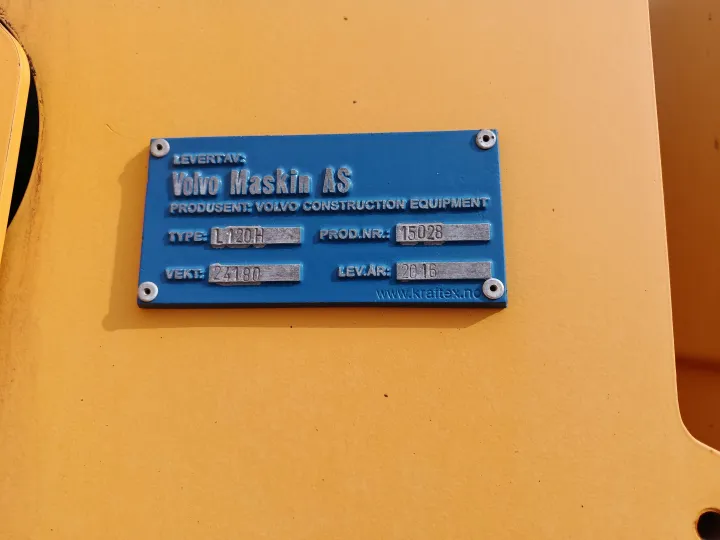 LEVERT AV:
Volvo Maskin AS
PRODUSENT: VOLVO CONSTRUCTION EQUIPMENT
TYPE: L120H PROD.NR.: 15028
VEKT: 24180 LEV.ÅR: 2016
www.kraftex.no